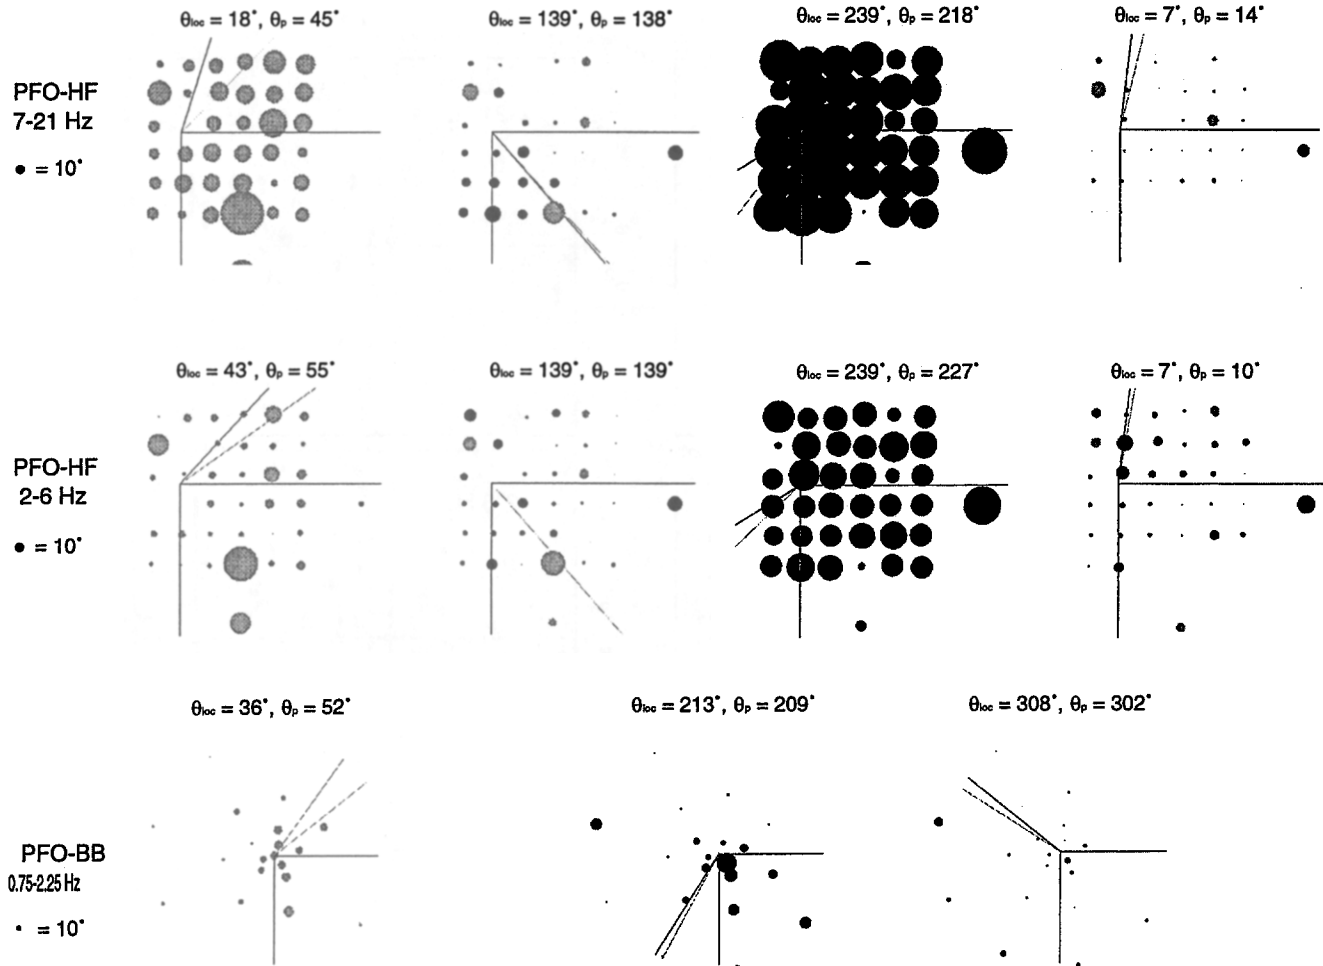 θloc = 18°, θp = 45°
θloc = 139°, θp = 138°
θloc = 239°, θp = 218°
θloc = 7°, θp = 14°
PFO-HF
7-21 Hz
● = 10°
θloc = 43°, θp = 55°
θloc = 139°, θp = 139°
θloc = 239°, θp = 227°
θloc = 7°, θp = 10°
PFO-HF
2-6 Hz
● = 10°
θloc = 36°, θp = 52°
θloc = 213°, θp = 209°
θloc = 308°, θp = 302°
PFO-BB
0.75-2.25 Hz
• = 10°